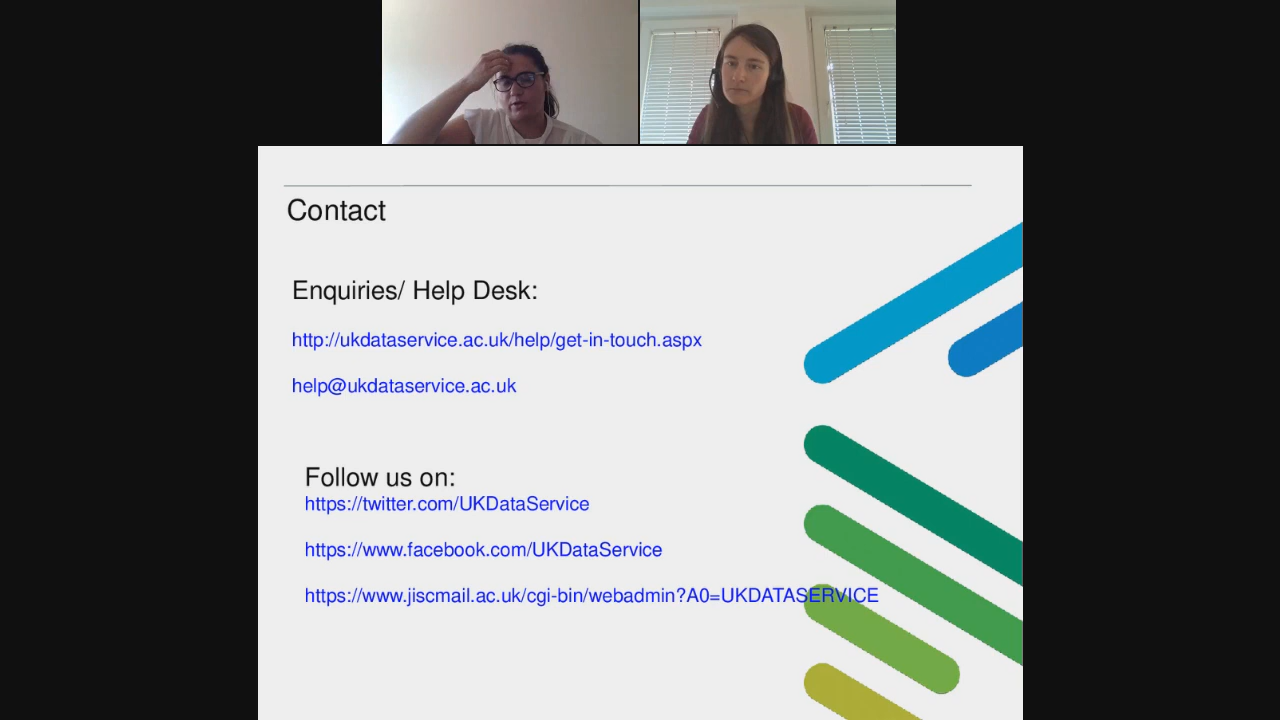 Contact
Enquiries/ Help Desk:
http://ukdataservice.ac.uk/help/get-in-touch.aspx
help@ukdataservice.ac.uk
Follow us on:
https://twitter.com/UKDataService
https://www.facebook.com/UKDataService
https://www.jiscmail.ac.uk/cgi-bin/webadmin?A0=UKDATASERVICE